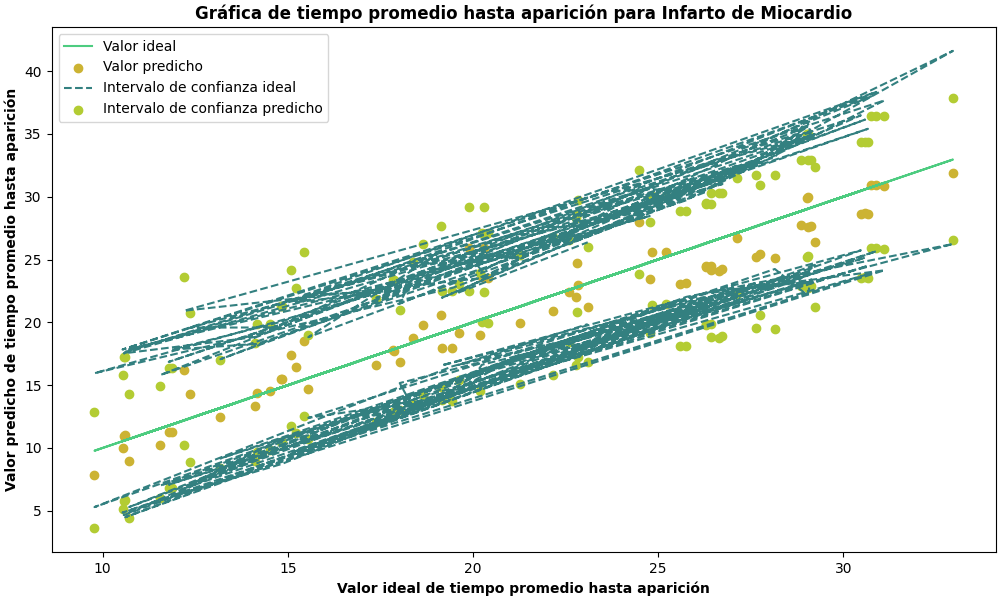 Gráfica de tiempo promedio hasta aparición para Infarto de Miocardio
Valor ideal
Valor predicho
Intervalo de confianza ideal
Intervalo de confianza predicho
Valor predicho de tiempo promedio hasta aparición
40
35
30
25
20
15
10
5
10 15 20 25 30
Valor ideal de tiempo promedio hasta aparición